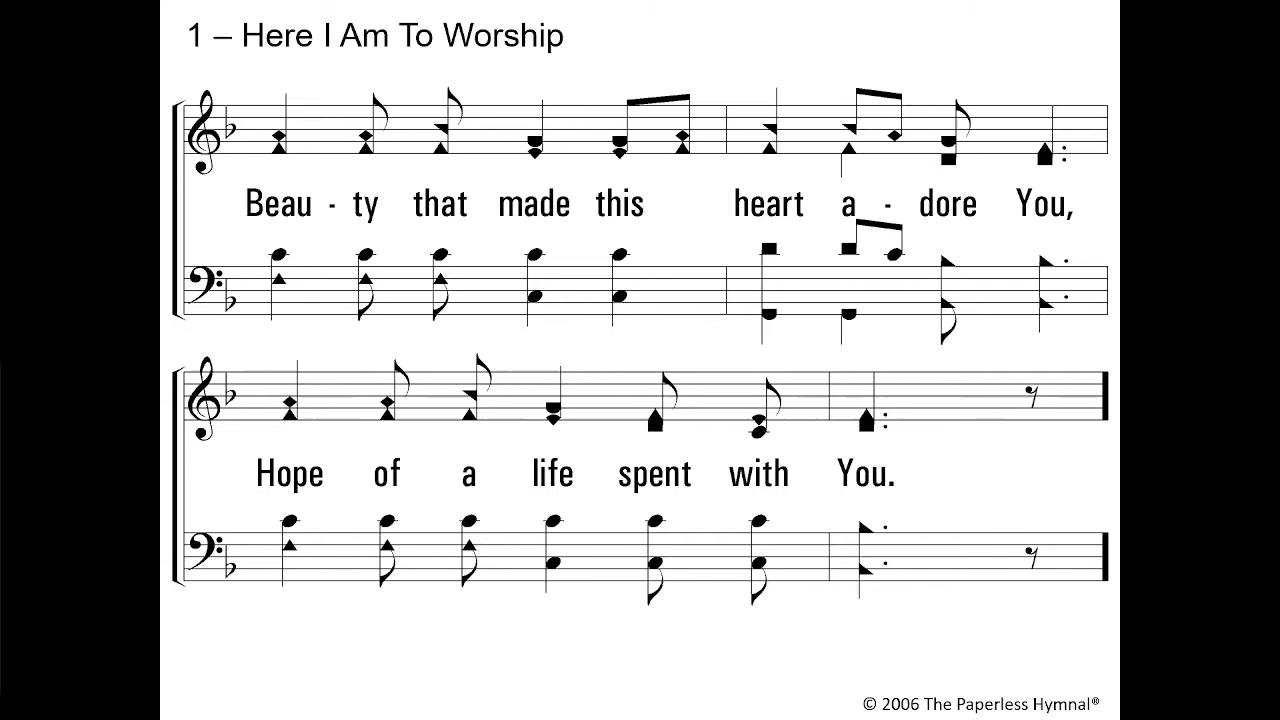 1 – Here I Am To Worship
Beau - ty that made this heart a - dore You,
Hope of a life spent with You.
© 2006 The Paperless Hymnal®